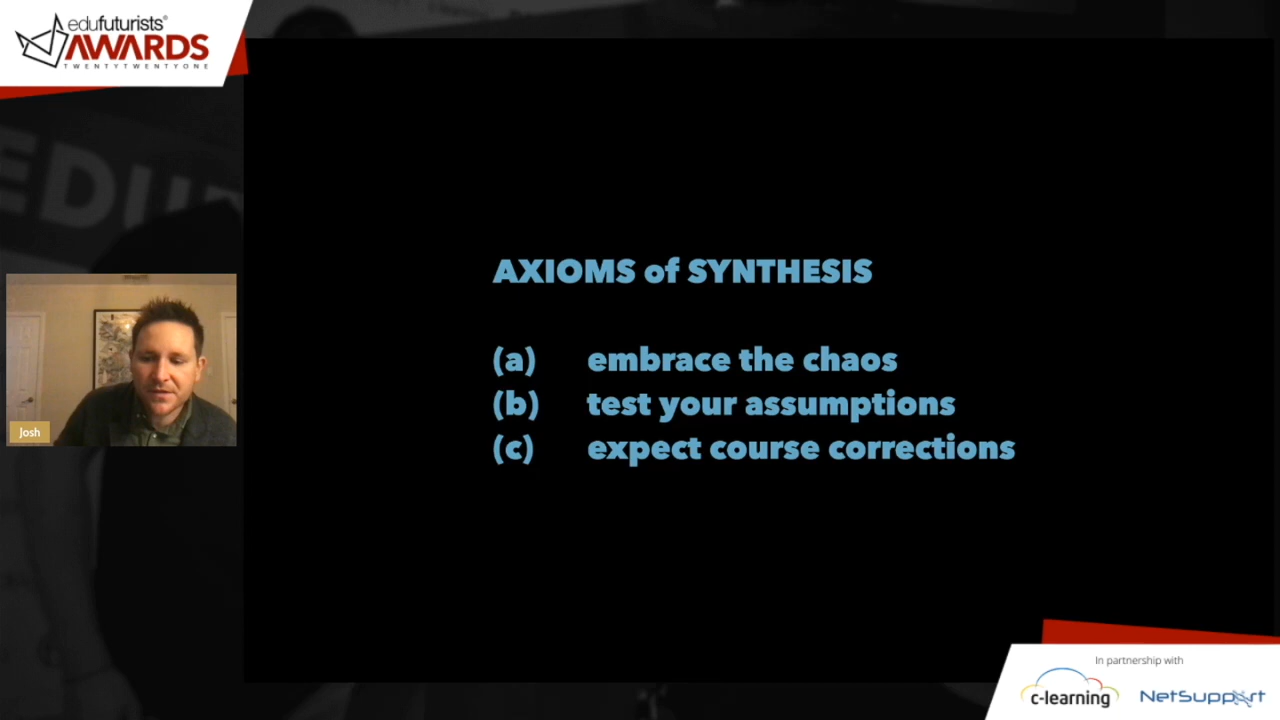 edufuturists®
AWARDS
TWENTYTWENTYONE
AXIOMS of SYNTHESIS
(a) embrace the chaos
(b) test your assumptions
(c) expect course corrections
Josh
In partnership with
c-learning
NetSupport